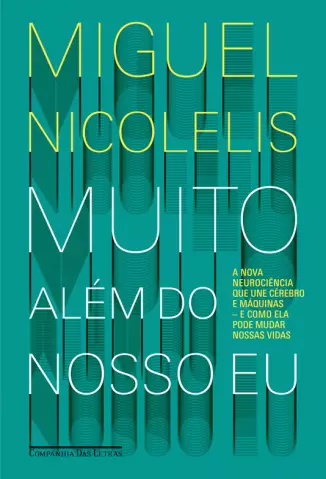 MIGUEL
NICOLELIS
MUITO
ALÉM DO
NOSSO EU
A NOVA
NEUROCIÊNCIA
QUE UNE CÉREBRO
E MÁQUINAS
– E COMO ELA
PODE MUDAR
NOSSAS VIDAS
COMPANHIA DAS LETRAS